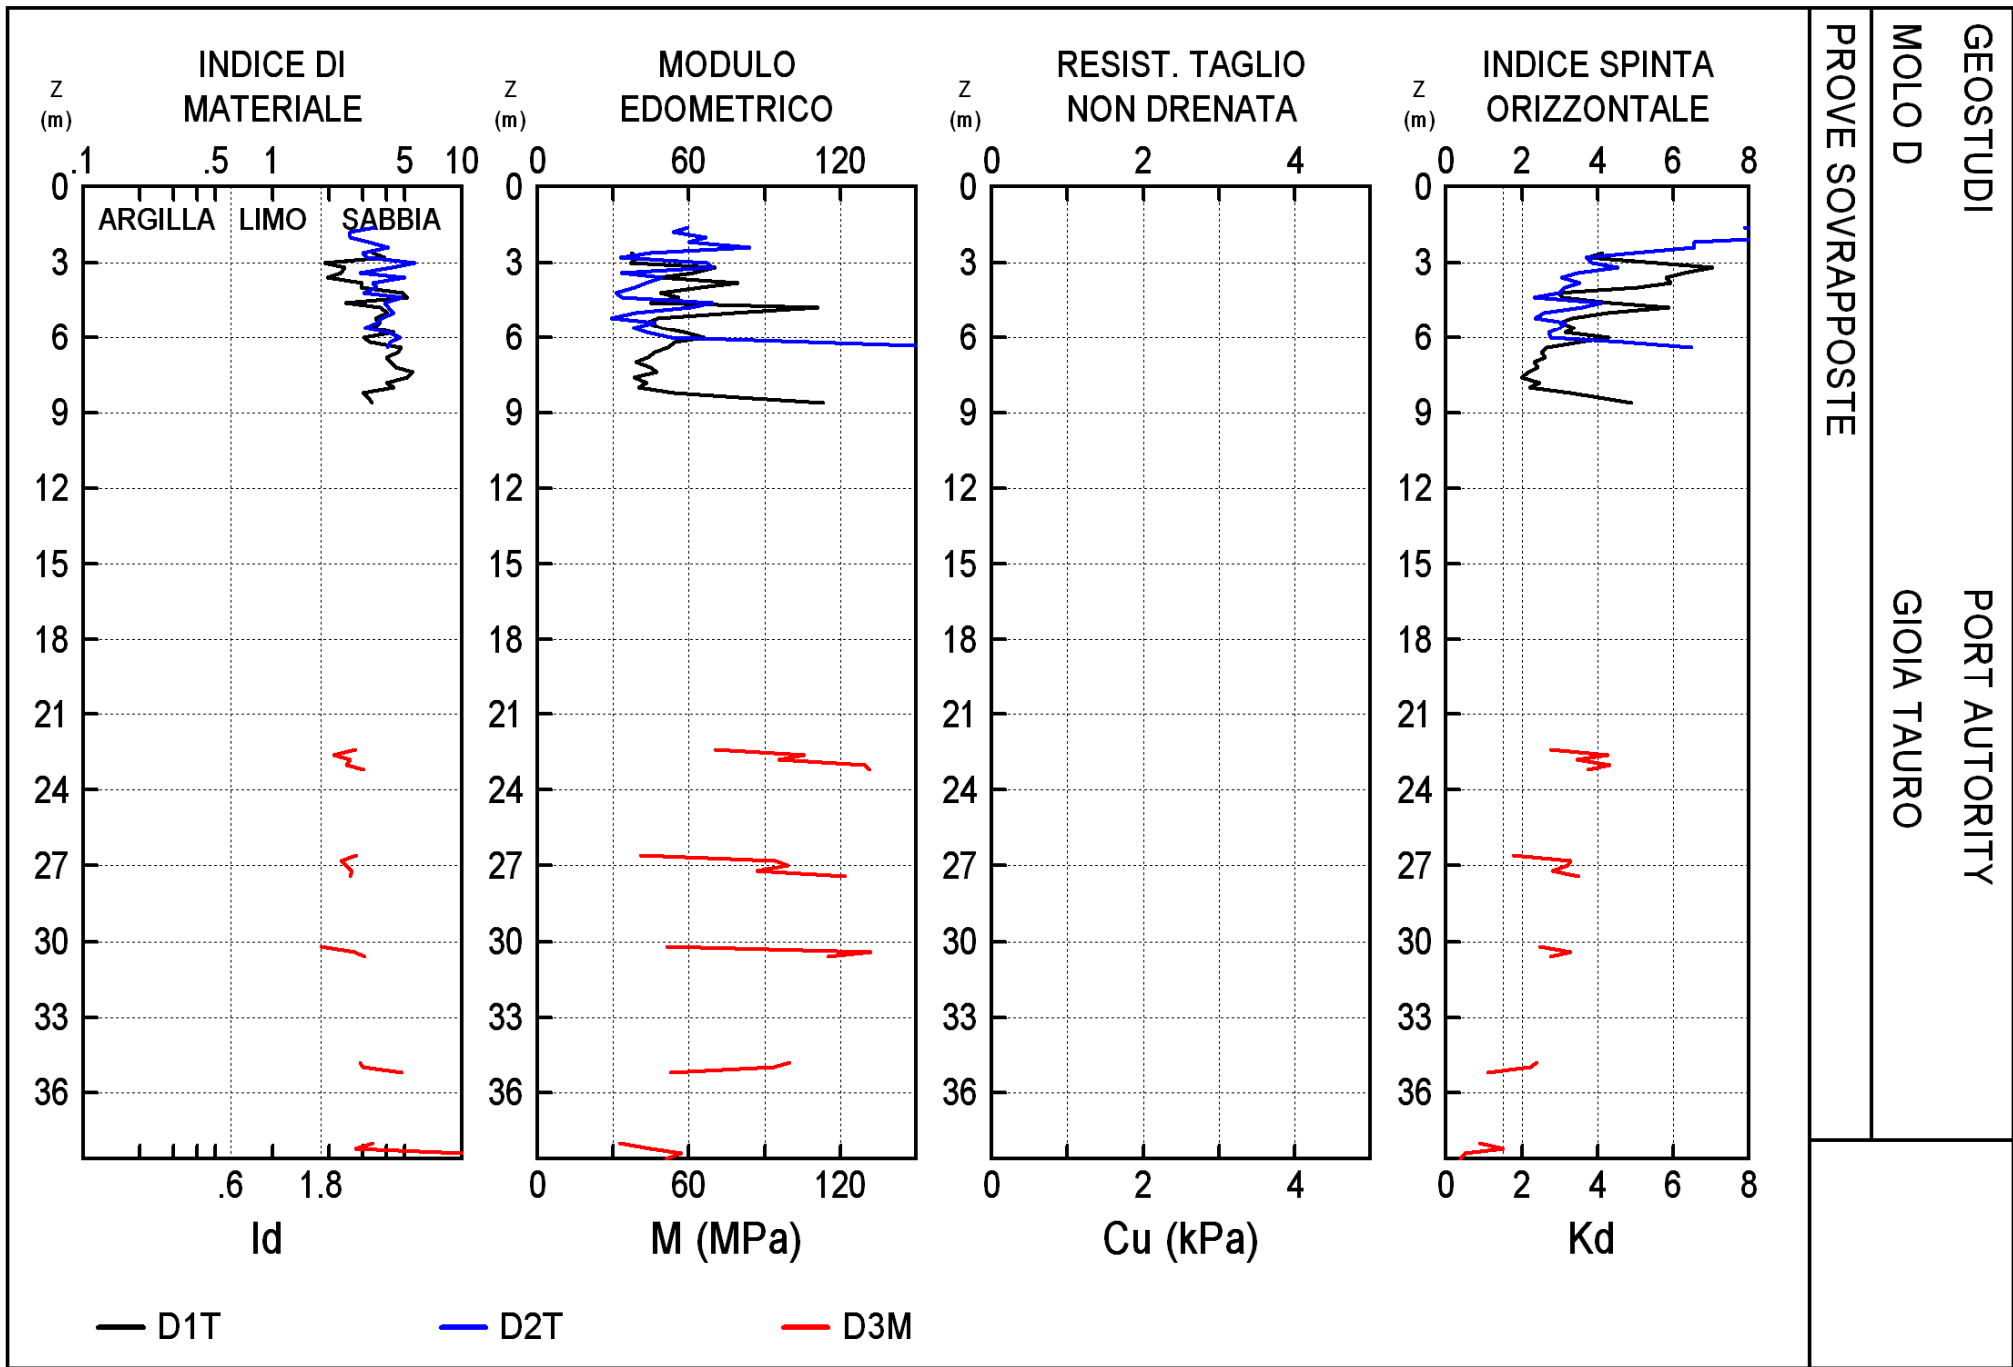 INDICE DI
MATERIALE
Z
(m)
.1 .5 1 5 10
ARGILLA LIMO SABBIA
0
3
6
9
12
15
18
21
24
27
30
33
36
.6 1.8
Id
MODULO
EDOMETRICO
Z
(m)
0 60 120
0
3
6
9
12
15
18
21
24
27
30
33
36
0 60 120
M (MPa)
RESIST. TAGLIO
NON DRENATA
Z
(m)
0 2 4
0
3
6
9
12
15
18
21
24
27
30
33
36
0 2 4
Cu (kPa)
INDICE SPINTA
ORIZZONTALE
Z
(m)
0 2 4 6 8
0
3
6
9
12
15
18
21
24
27
30
33
36
0 2 4 6 8
Kd
D1T D2T D3M
GEOSTUDI PORT AUTORITY
MOLO D GIOIA TAURO
PROVE SOVRAPPOSTE